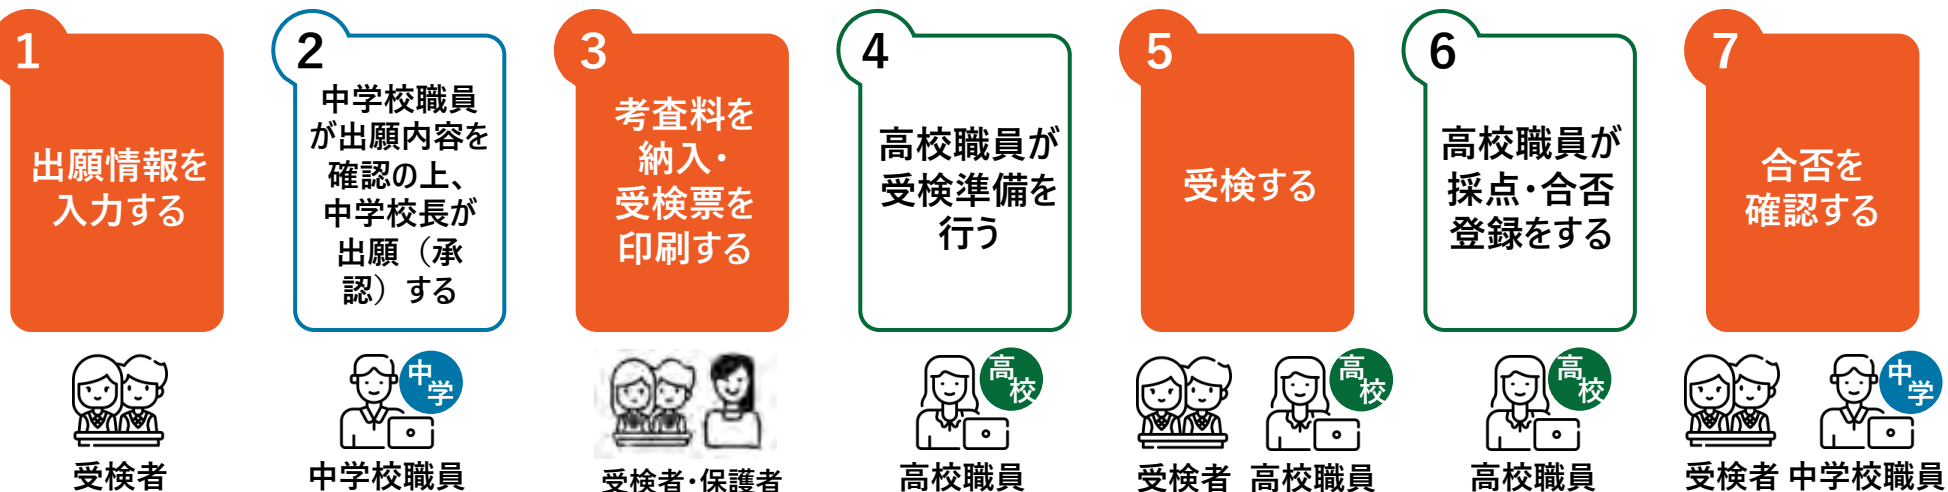 1
出願情報を
入力する
受検者
2
中学校職員
が出願内容を
確認の上、
中学校長が
出願（承
認）する
中学
中学校職員
3
考査料を
納入・
受検票を
印刷する
受検者・保護者
4
高校職員が
受検準備を
行う
高校
高校職員
5
受検する
高校
受検者 高校職員
6
高校職員が
採点・合否
登録をする
高校
高校職員
7
合否を
確認する
中学
受検者 中学校職員